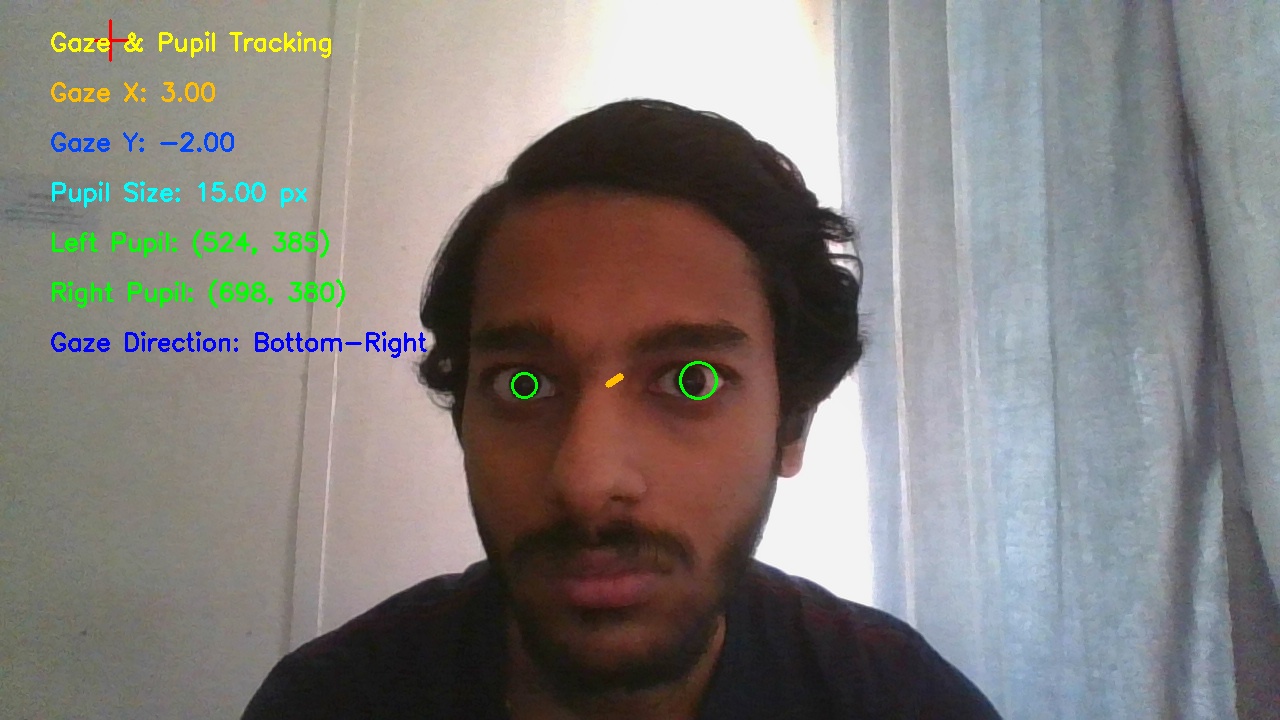 Gaze & Pupil Tracking
Gaze X: 3.00
Gaze Y: -2.00
Pupil Size: 15.00 px
Left Pupil: (524, 385)
Right Pupil: (698, 380)
Gaze Direction: Bottom-Right